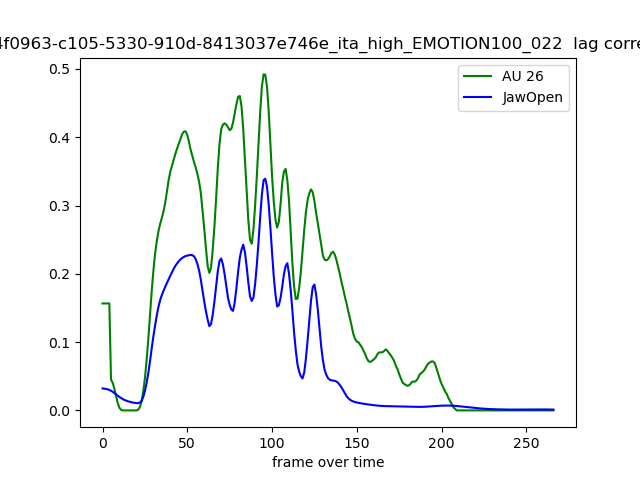 4f0963-c105-5330-910d-8413037e746e_ita_high_EMOTION100_022 lag corre
AU 26
JawOpen
0.5
0.4
0.3
0.2
0.1
0.0
0 50 100 150 200 250
frame over time